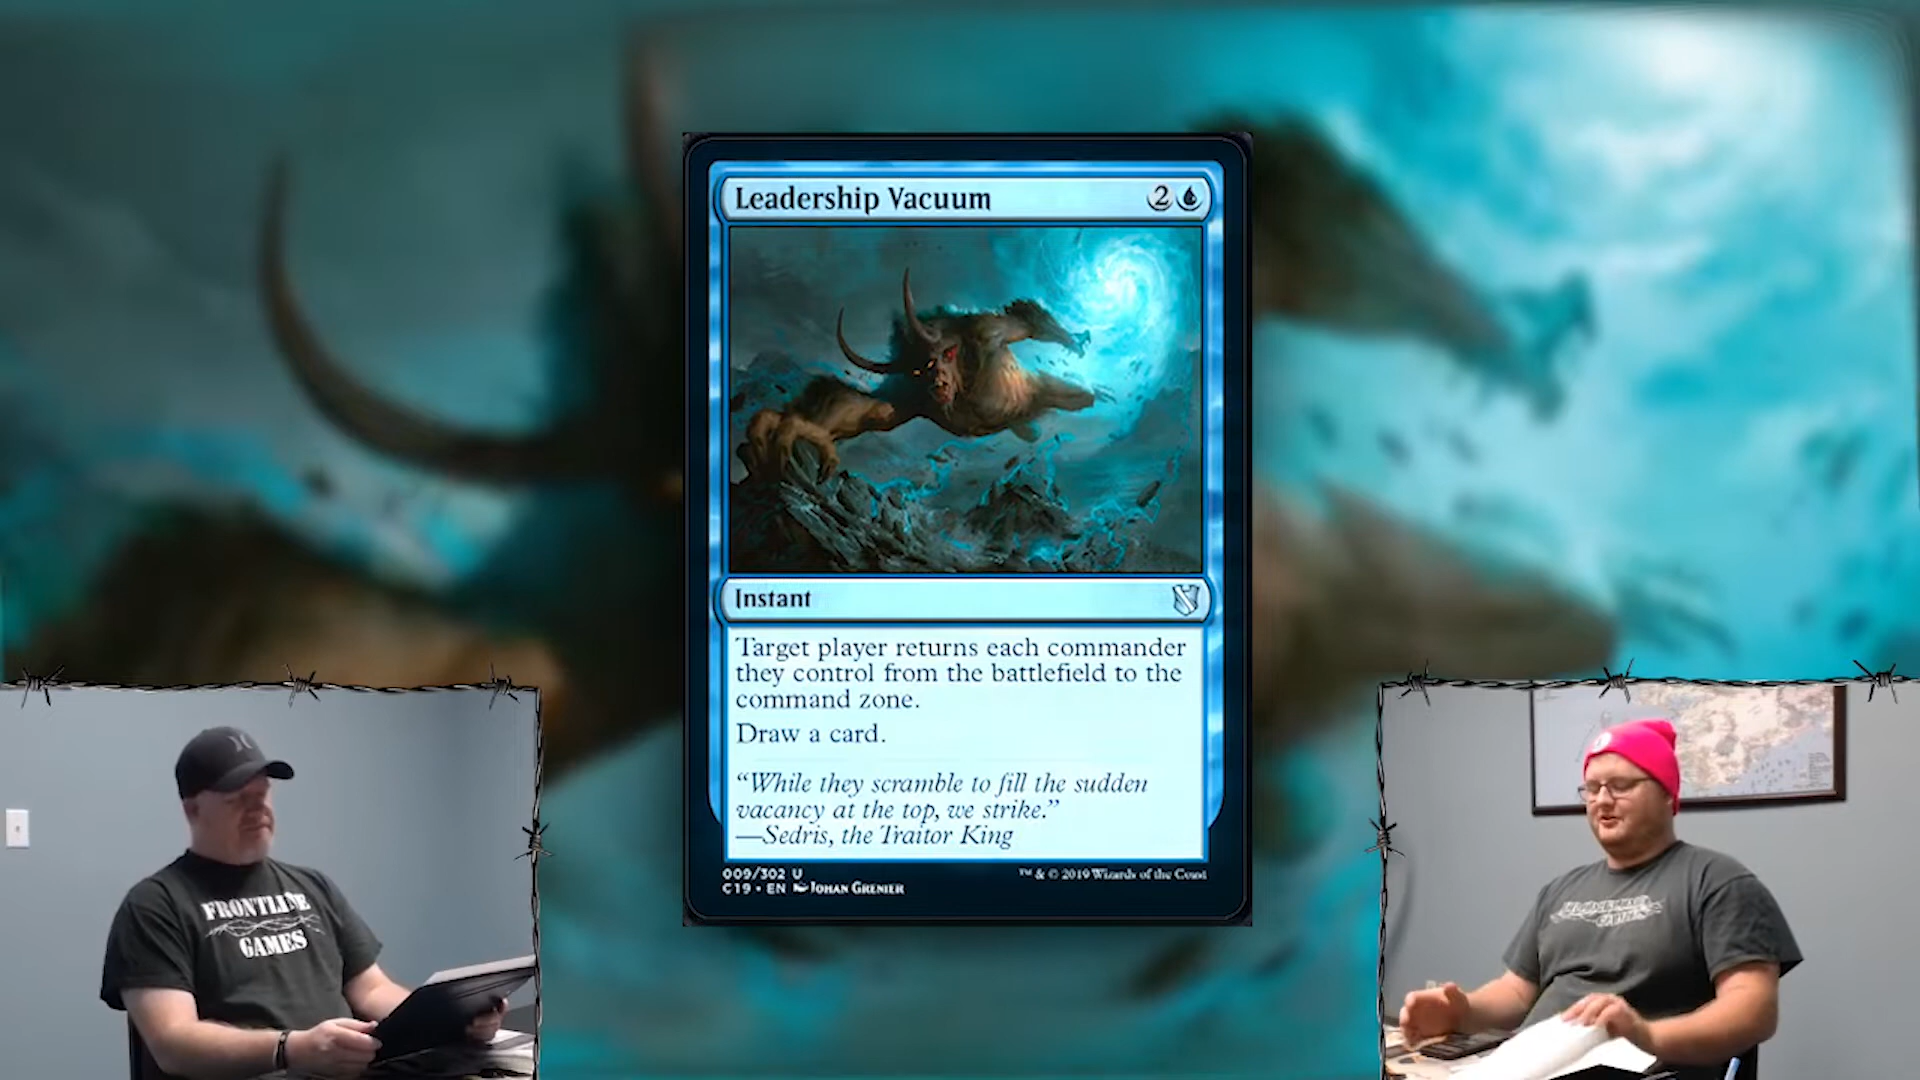 Leadership Vacuum
2
Instant
Target player returns each commander
they control from the battlefield to the
command zone.
Draw a card.
“While they scramble to fill the sudden
vacancy at the top, we strike.”
—Sedris, the Traitor King
009/302 U
C19 • EN Johan Grenier
™ & © 2019 Wizards of the Coast
FRONTLINE
GAMES